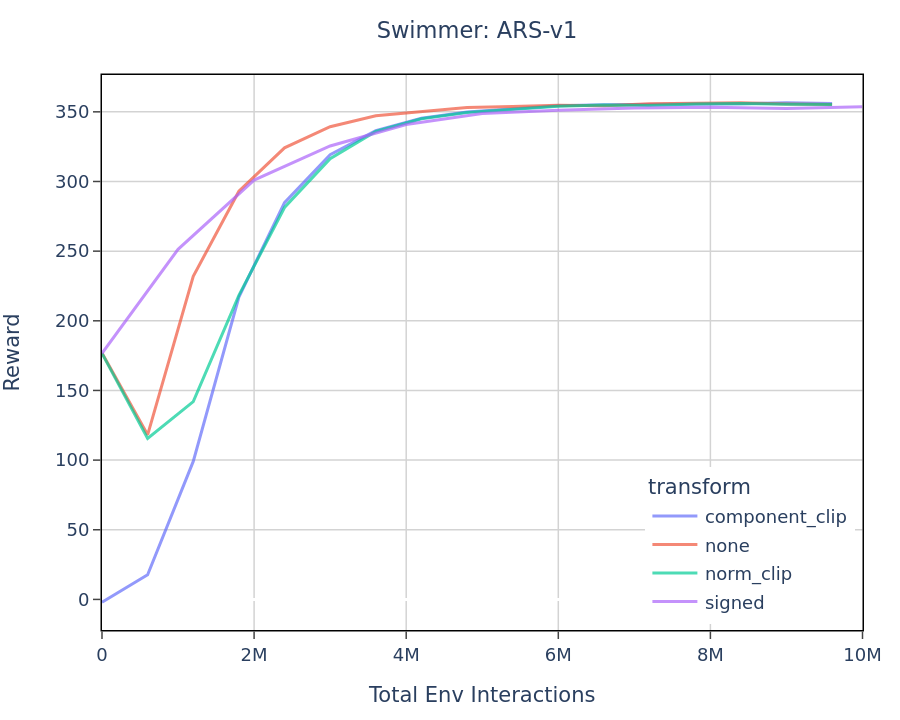 Swimmer: ARS-v1
Reward
350
300
250
200
150
100
50
0
transform
component_clip
none
norm_clip
signed
0 2M 4M 6M 8M 10M
Total Env Interactions